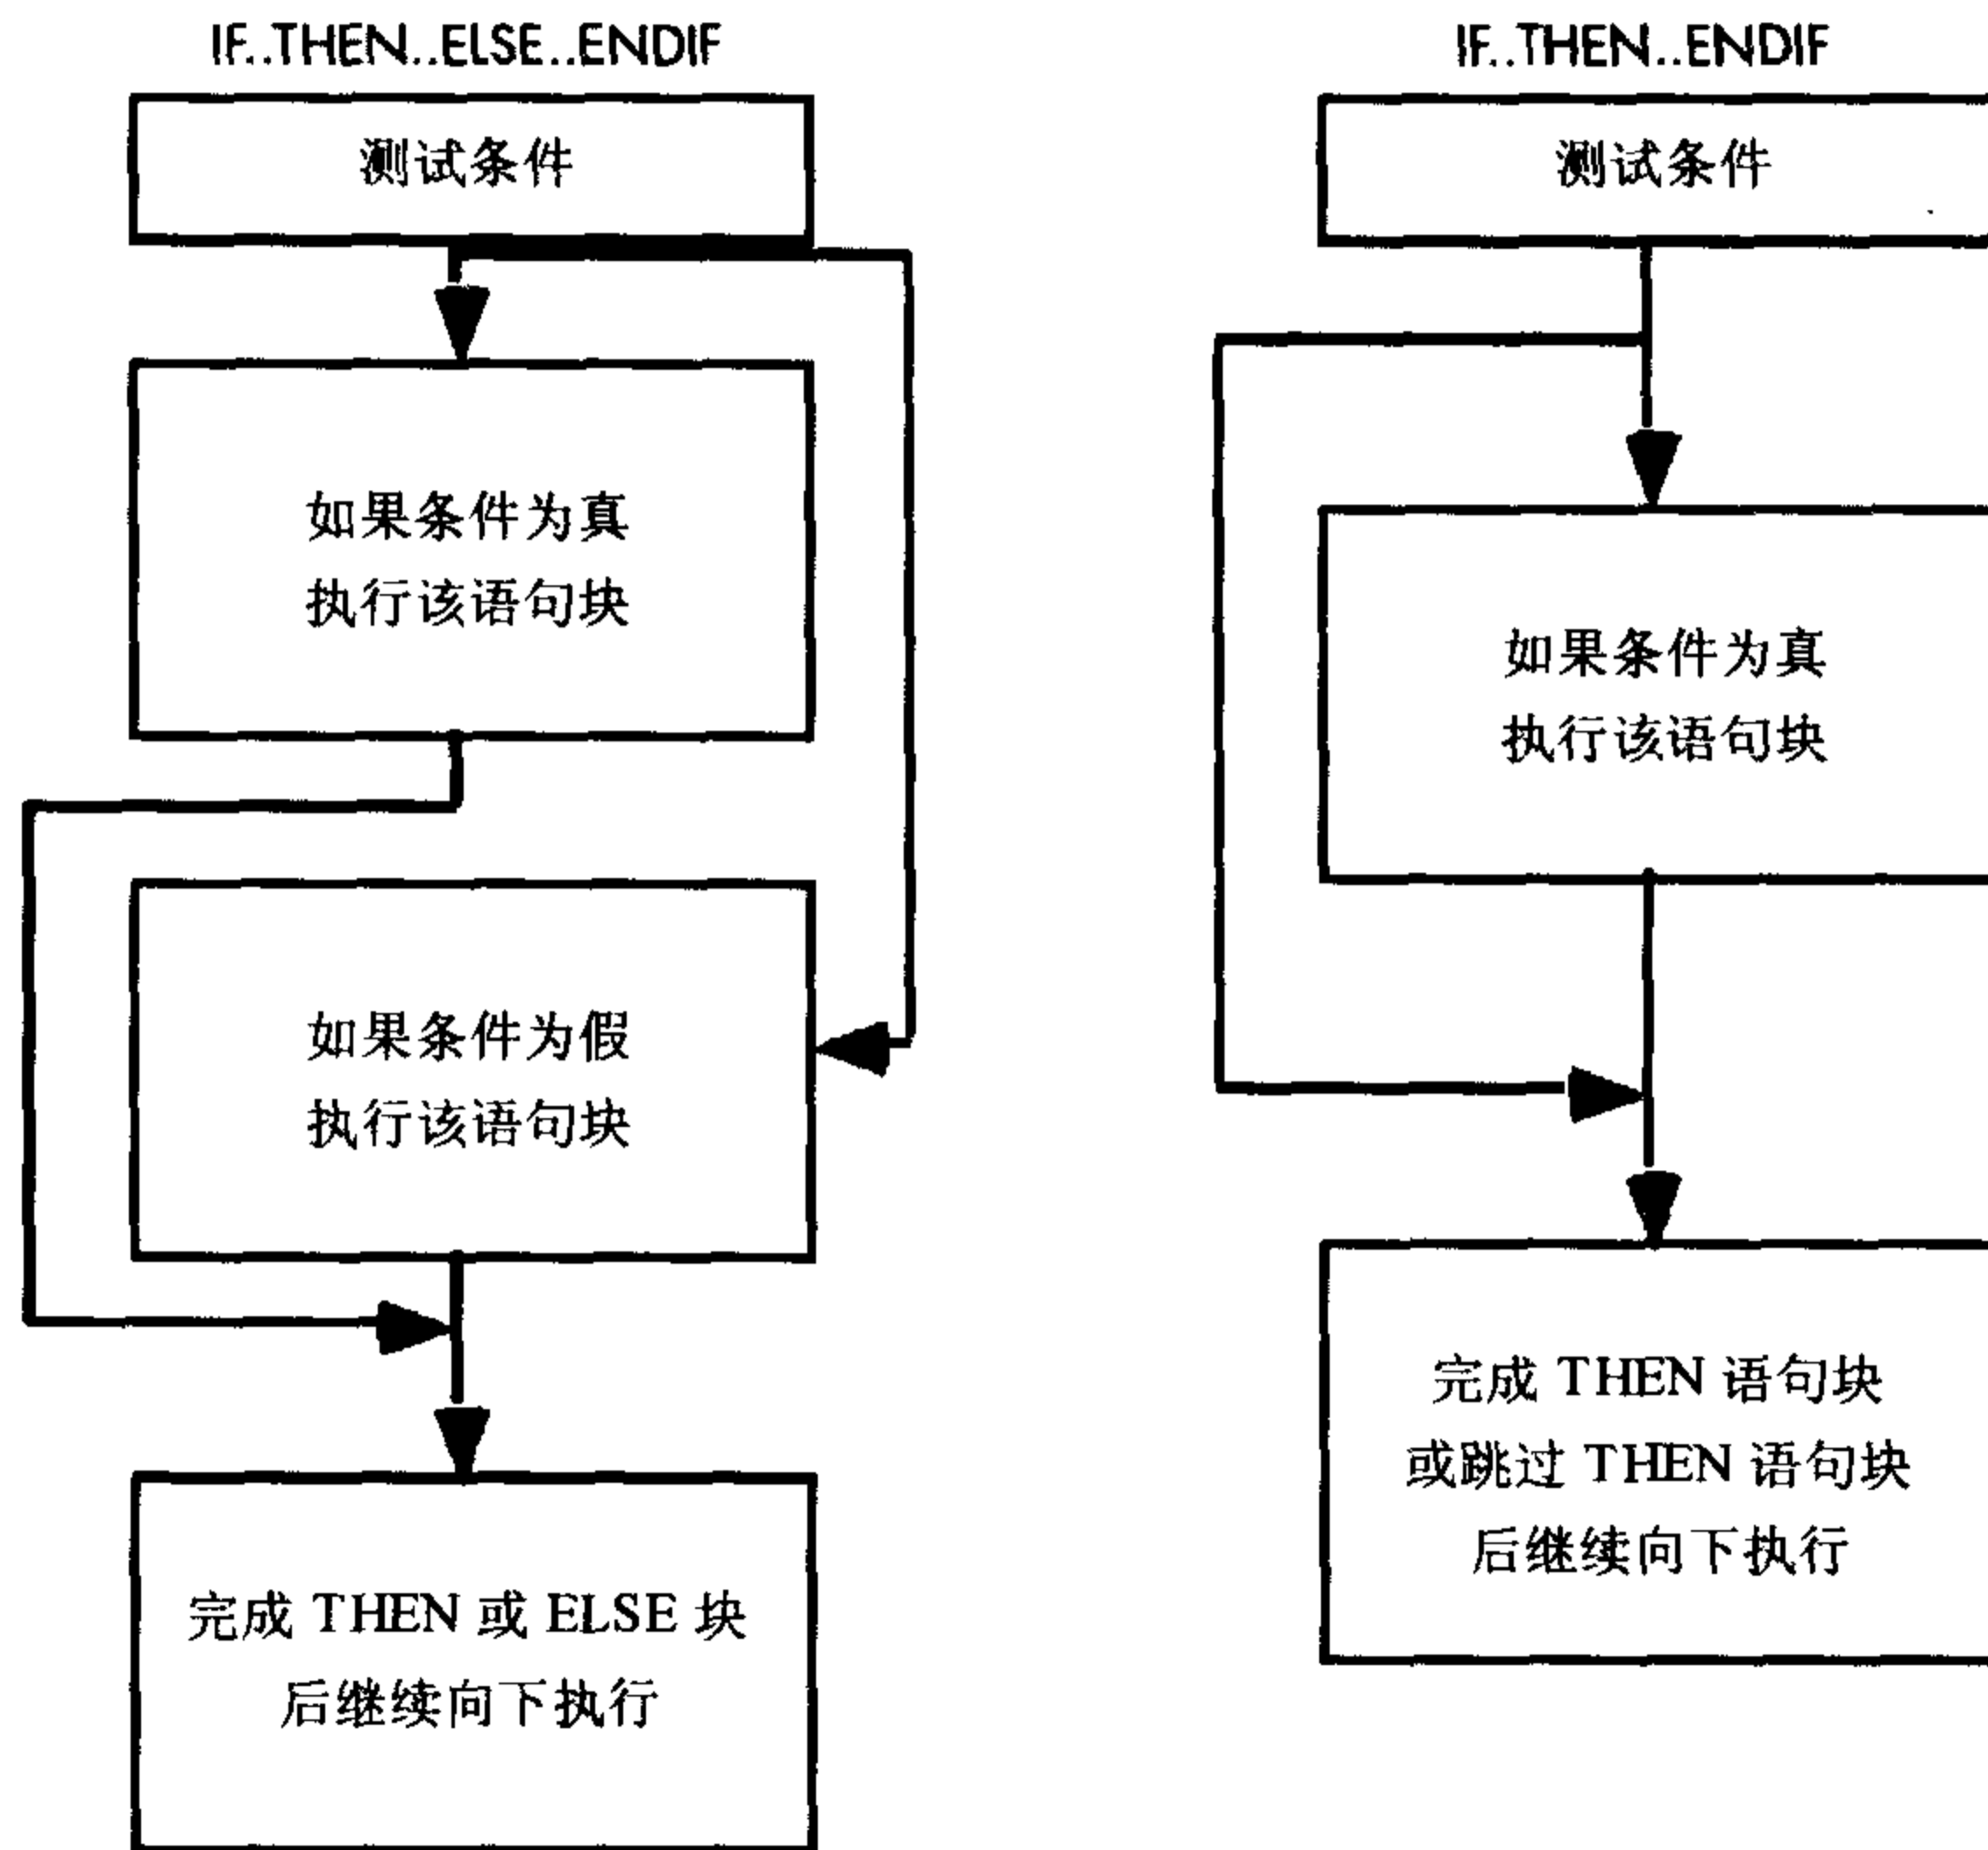 IF..THEN..ELSE..ENDIF
测试条件
如果条件为真
执行该语句块
如果条件为假
执行该语句块
完成 THEN 或 ELSE 块
后继续向下执行
IF..THEN..ENDIF
测试条件
如果条件为真
执行该语句块
完成 THEN 语句块
或跳过 THEN 语句块
后继续向下执行